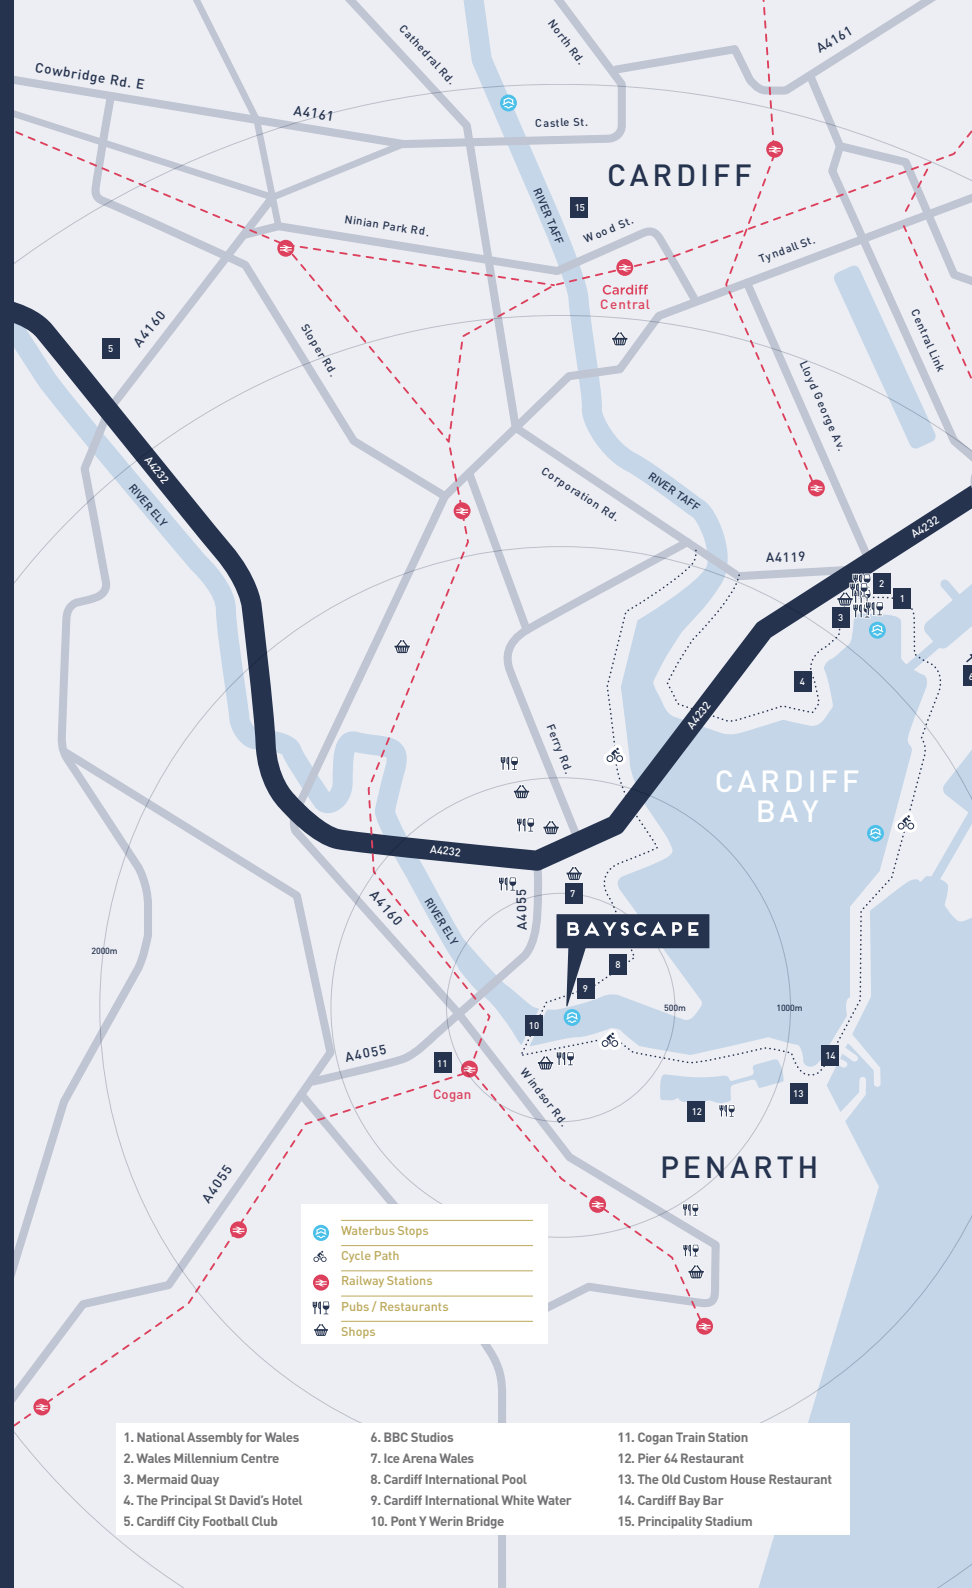 Cathedral Rd.
North Rd.
A4161
Cowbridge Rd. E
A4161
Castle St.
CARDIFF
15
RIVER TAFF
Ninian Park Rd.
Wood St.
Tyndall St.
Cardiff
Central
A4160
5
Sloper Rd.
Central Link
Lloyd George Av.
A4232
RIVER ELY
Corporation Rd.
RIVER TAFF
A4232
A4119
2
1
3
4
6
A4232
Ferry Rd.
CARDIFF
BAY
A4232
7
A4160
RIVER ELY
A4055
BAYSCAPE
2000m
8
9
500m
1000m
10
A4055
11
14
Cogan
Windsor Rd.
13
12
PENARTH
A4055
Waterbus Stops
Cycle Path
Railway Stations
Pubs / Restaurants
Shops
1. National Assembly for Wales
2. Wales Millennium Centre
3. Mermaid Quay
4. The Principal St David's Hotel
5. Cardiff City Football Club
6. BBC Studios
7. Ice Arena Wales
8. Cardiff International Pool
9. Cardiff International White Water
10. Pont Y Werin Bridge
11. Cogan Train Station
12. Pier 64 Restaurant
13. The Old Custom House Restaurant
14. Cardiff Bay Bar
15. Principality Stadium